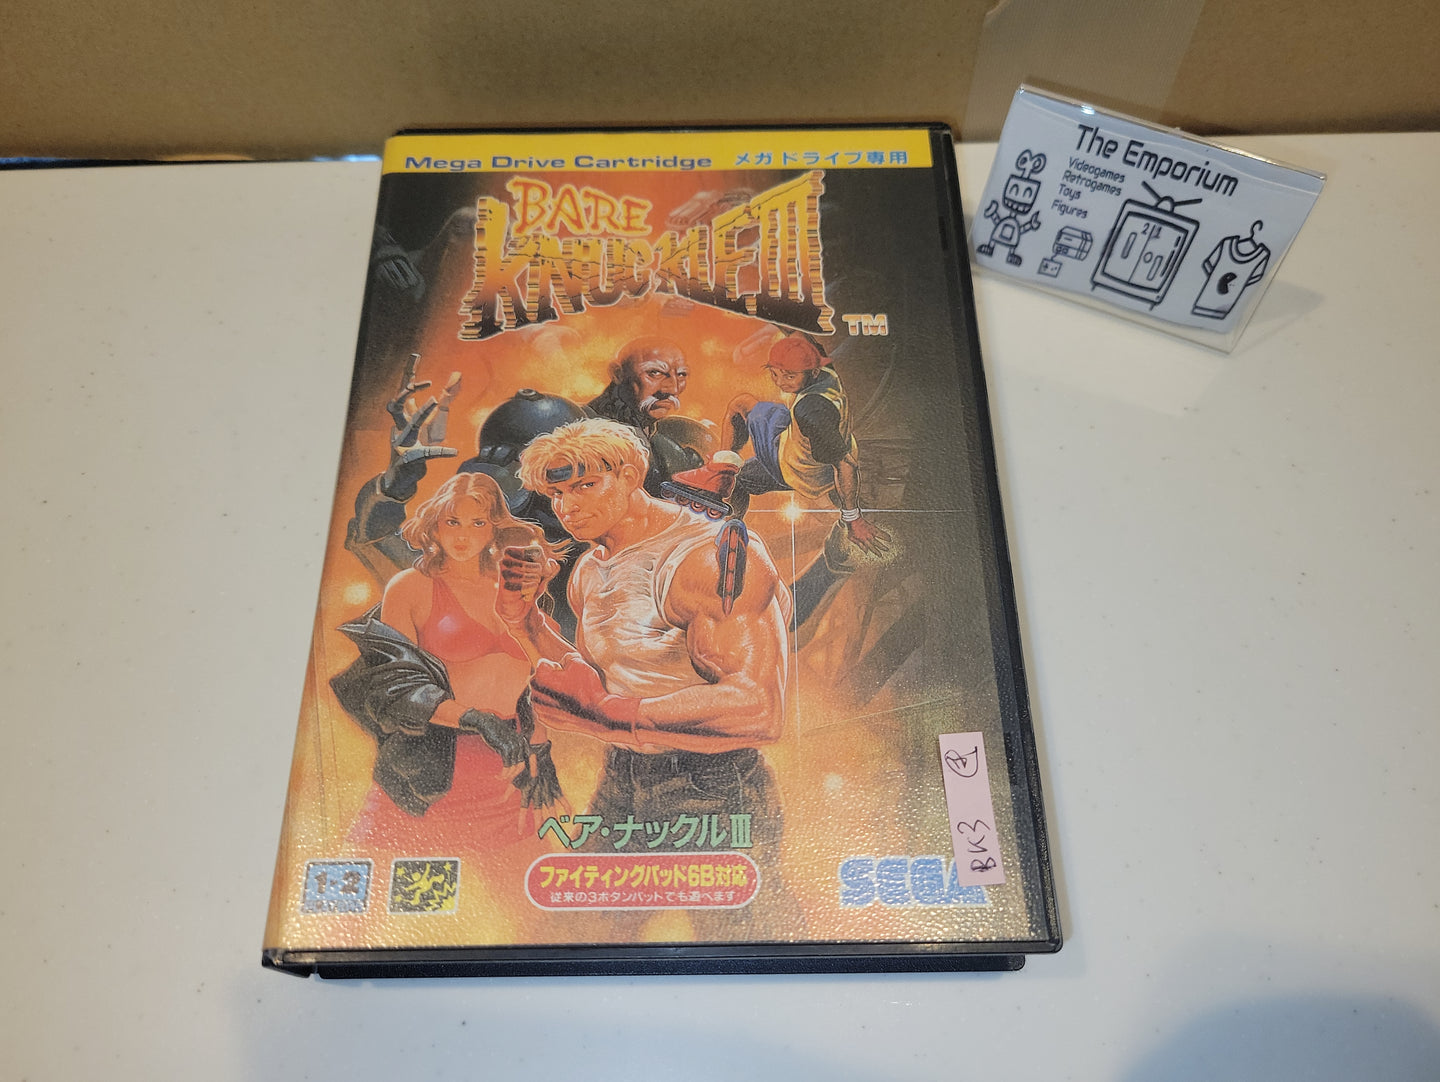 Mega Drive Cartridge メガドライブ専用
BARE
KNUCKLE III
TM
ベア・ナックルIII
ファイティングパッド6B対応
従来の3ボタンパットでも遊べます
1-2
SEGA
BK3
The Emporium
Videogames
Retrogames
Toys
Figures